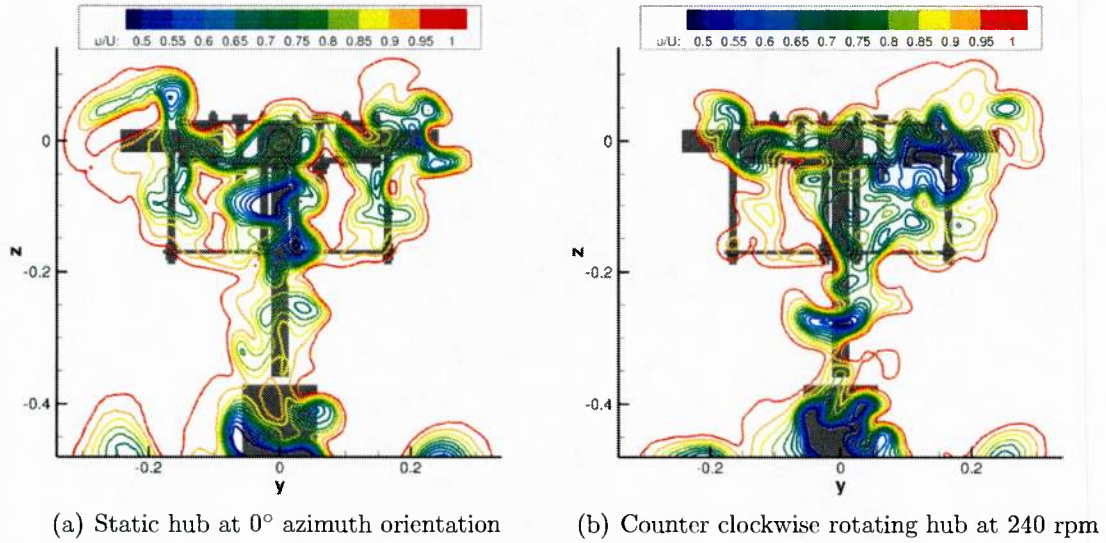 u/U: 0.5 0.55 0.6 0.65 0.7 0.75 0.8 0.85 0.9 0.95 1
u/U: 0.5 0.55 0.6 0.65 0.7 0.75 0.8 0.85 0.9 0.95 1
0
-0.2
-0.4
z
-0.2 0 0.2
y
0
-0.2
-0.4
z
-0.2 0 0.2
y
(a) Static hub at 0° azimuth orientation
(b) Counter clockwise rotating hub at 240 rpm